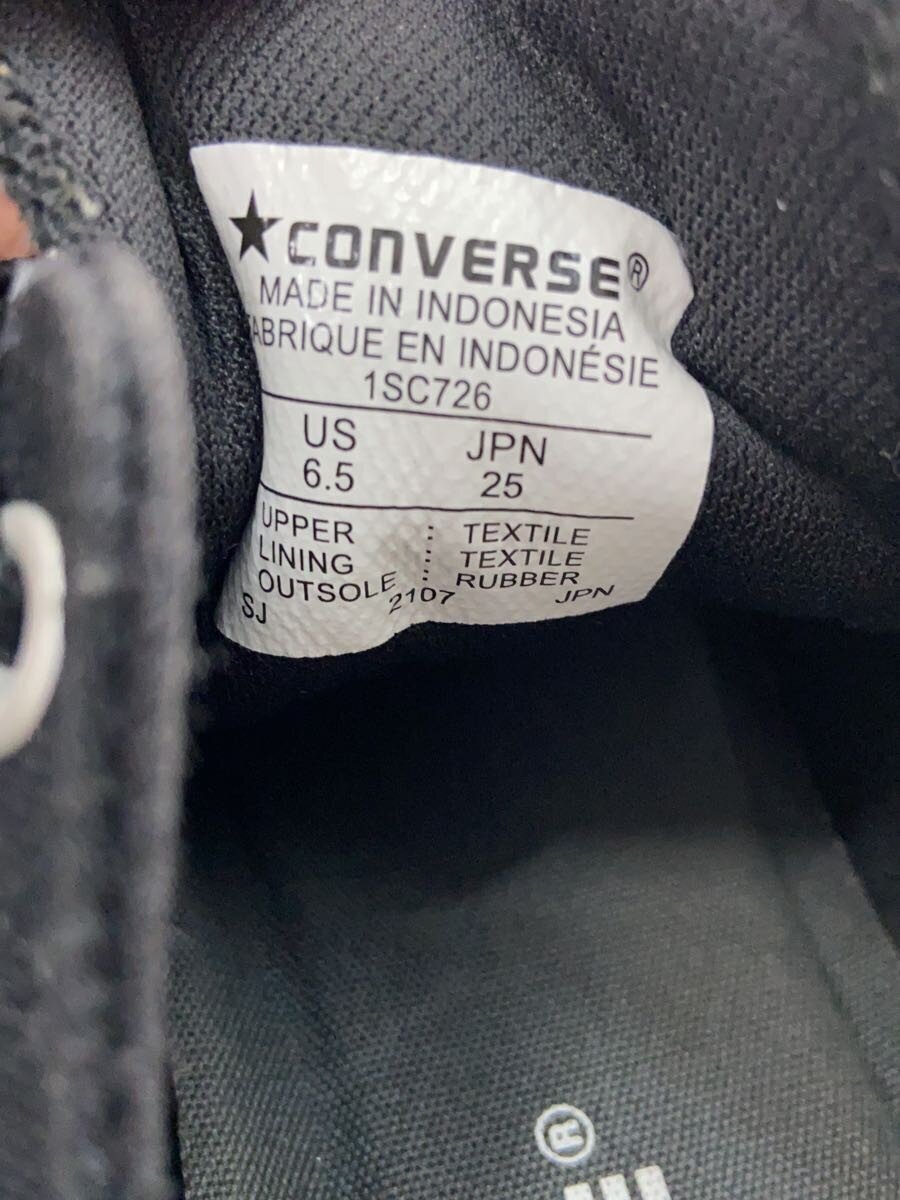 ★CONVERSE®
MADE IN INDONESIA
ABRIQUE EN INDONÉSIE
1SC726
US JPN
6.5 25
UPPER : TEXTILE
LINING : TEXTILE
OUTSOLE : RUBBER
SJ 2107 JPN
®